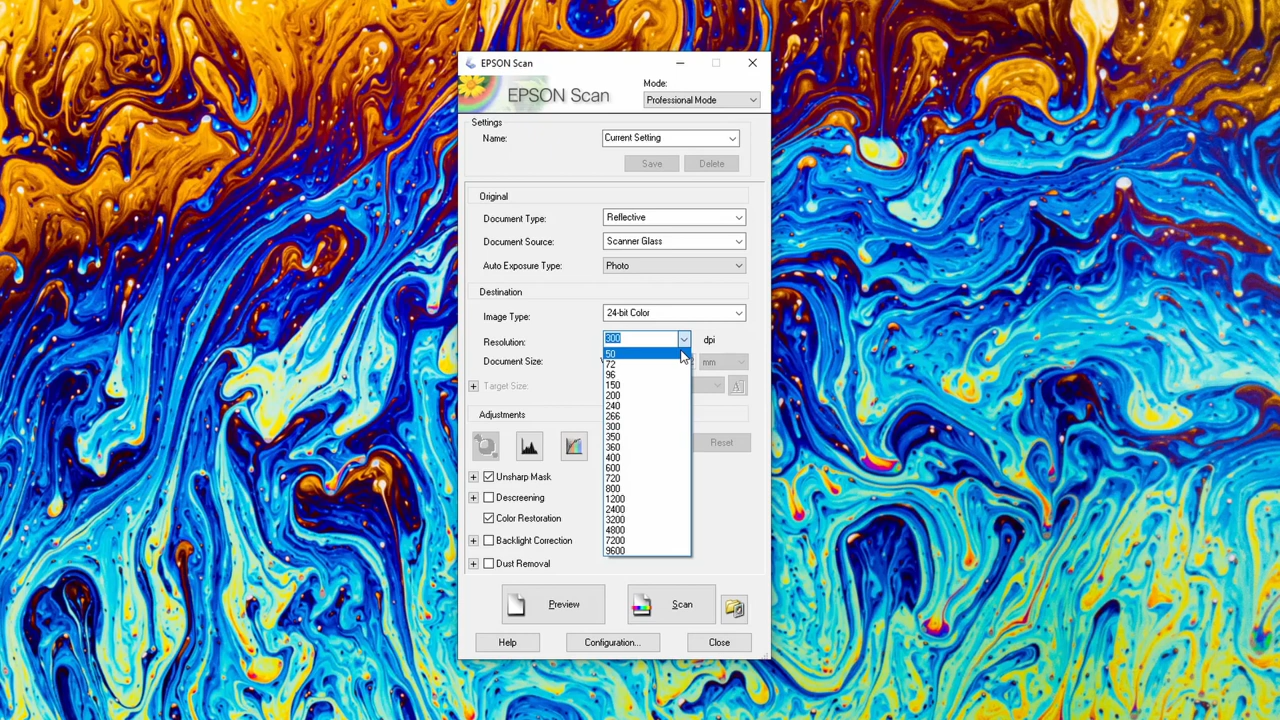 EPSON Scan
EPSON Scan
Mode:
Professional Mode
Settings
Name:
Current Setting
Save
Delete
Original
Document Type:
Reflective
Document Source:
Scanner Glass
Auto Exposure Type:
Photo
Destination
Image Type:
24-bit Color
Resolution:
300
dpi
50
Document Size:
mm
72
96
150
Target Size:
200
240
Adjustments
266
300
350
Reset
360
400
600
Unsharp Mask
720
800
Descreening
1200
2400
Color Restoration
3200
4800
Backlight Correction
7200
9600
Dust Removal
Preview
Scan
Help
Configuration...
Close